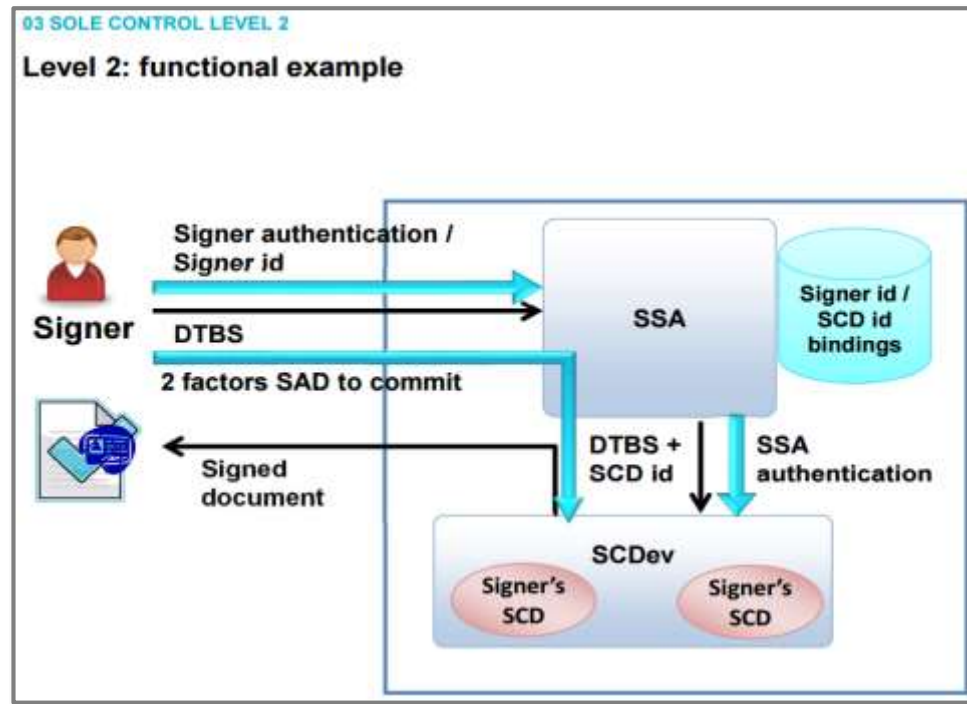 03 SOLE CONTROL LEVEL 2
Level 2: functional example
Signer authentication /
Signer id
Signer
DTBS
2 factors SAD to commit
Signed
document
SSA
Signer id /
SCD id
bindings
DTBS +
SCD id
SSA
authentication
SCDev
Signer's
SCD
Signer's
SCD